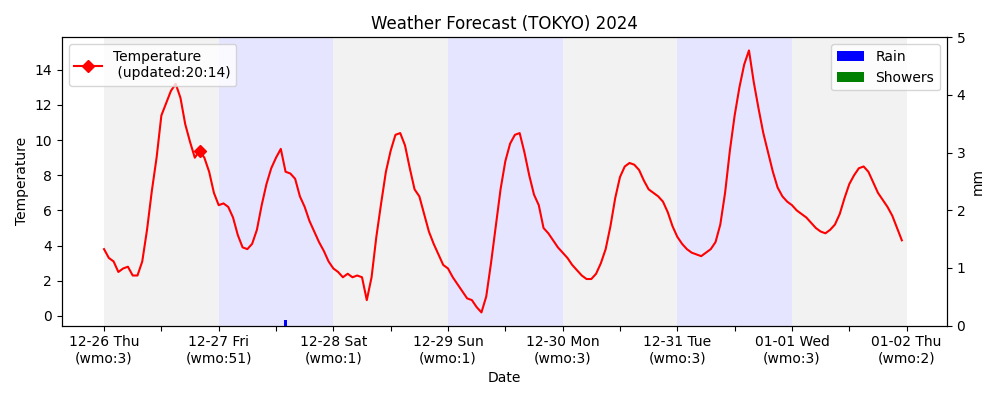 Weather Forecast (TOKYO) 2024
Temperature
(updated:20:14)
Rain
Showers
Temperature
14
12
10
8
6
4
2
0
5
4
3
2
1
0
mm
12-26 Thu
(wmo:3)
12-27 Fri
(wmo:51)
12-28 Sat
(wmo:1)
12-29 Sun
(wmo:1)
12-30 Mon
(wmo:3)
12-31 Tue
(wmo:3)
01-01 Wed
(wmo:3)
01-02 Thu
(wmo:2)
Date